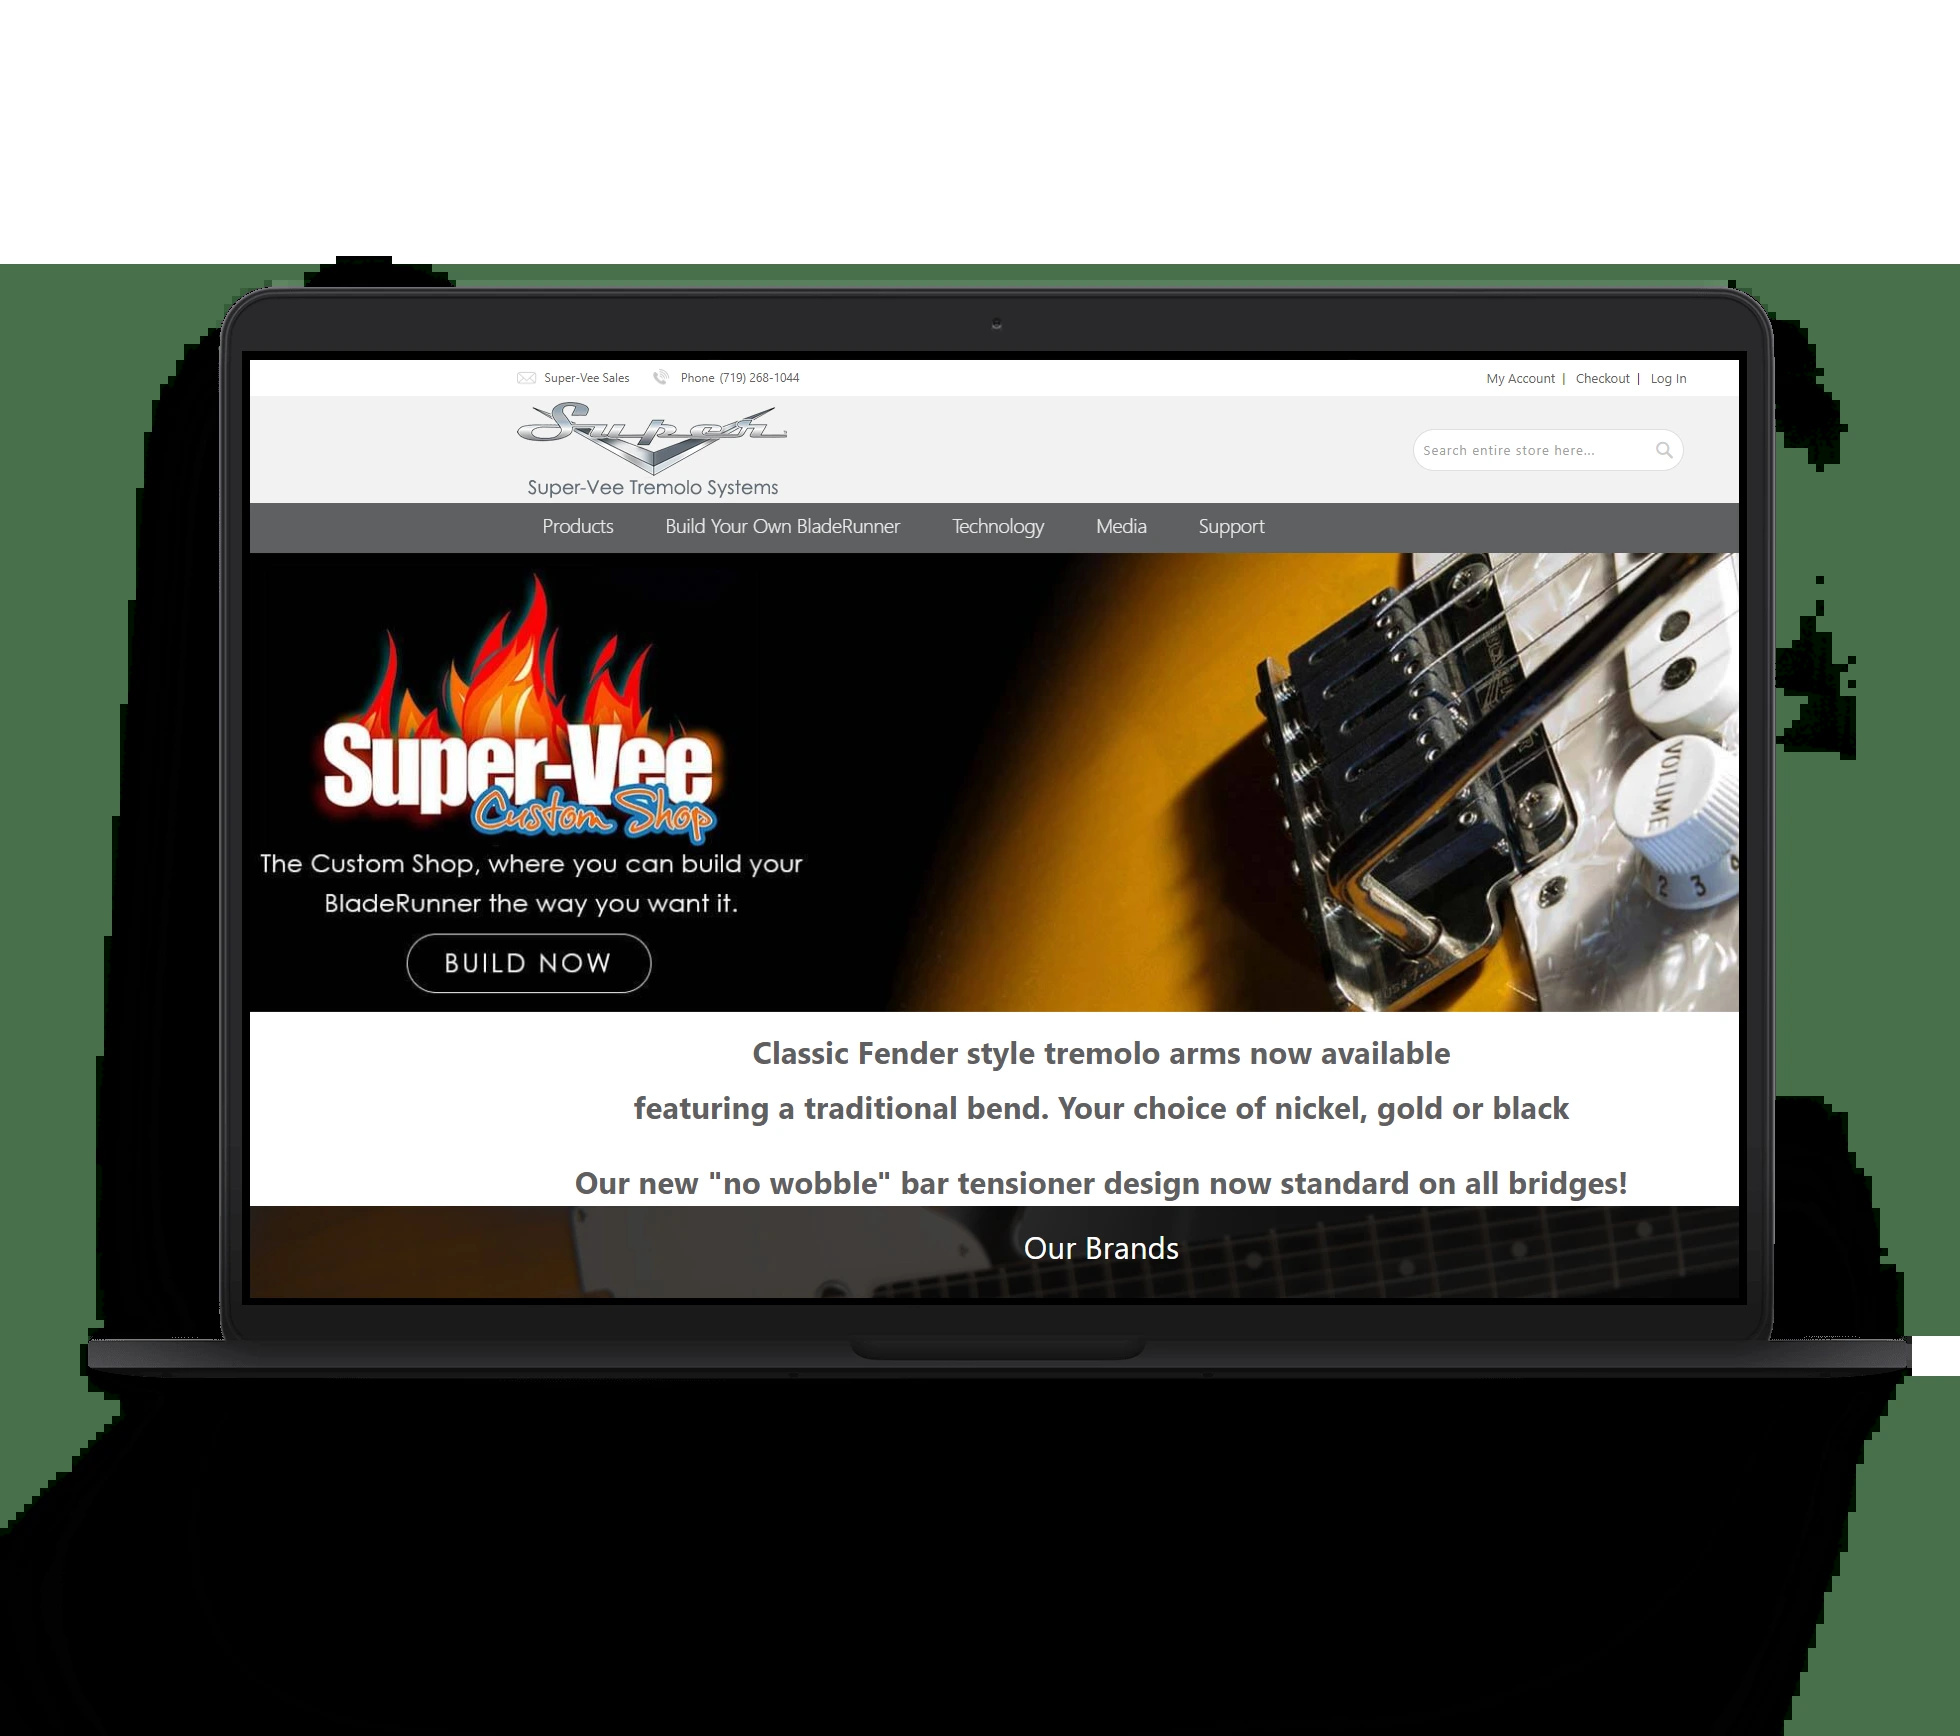 Super-Vee Sales
Phone (719) 268-1044
My Account | Checkout | Log In
Super
Super-Vee Tremolo Systems
Search entire store here...
Products
Build Your Own BladeRunner
Technology
Media
Support
Super-Vee
Custom Shop
The Custom Shop, where you can build your
BladeRunner the way you want it.
BUILD NOW
VOLUME
2 3
Classic Fender style tremolo arms now available
featuring a traditional bend. Your choice of nickel, gold or black
Our new "no wobble" bar tensioner design now standard on all bridges!
Our Brands